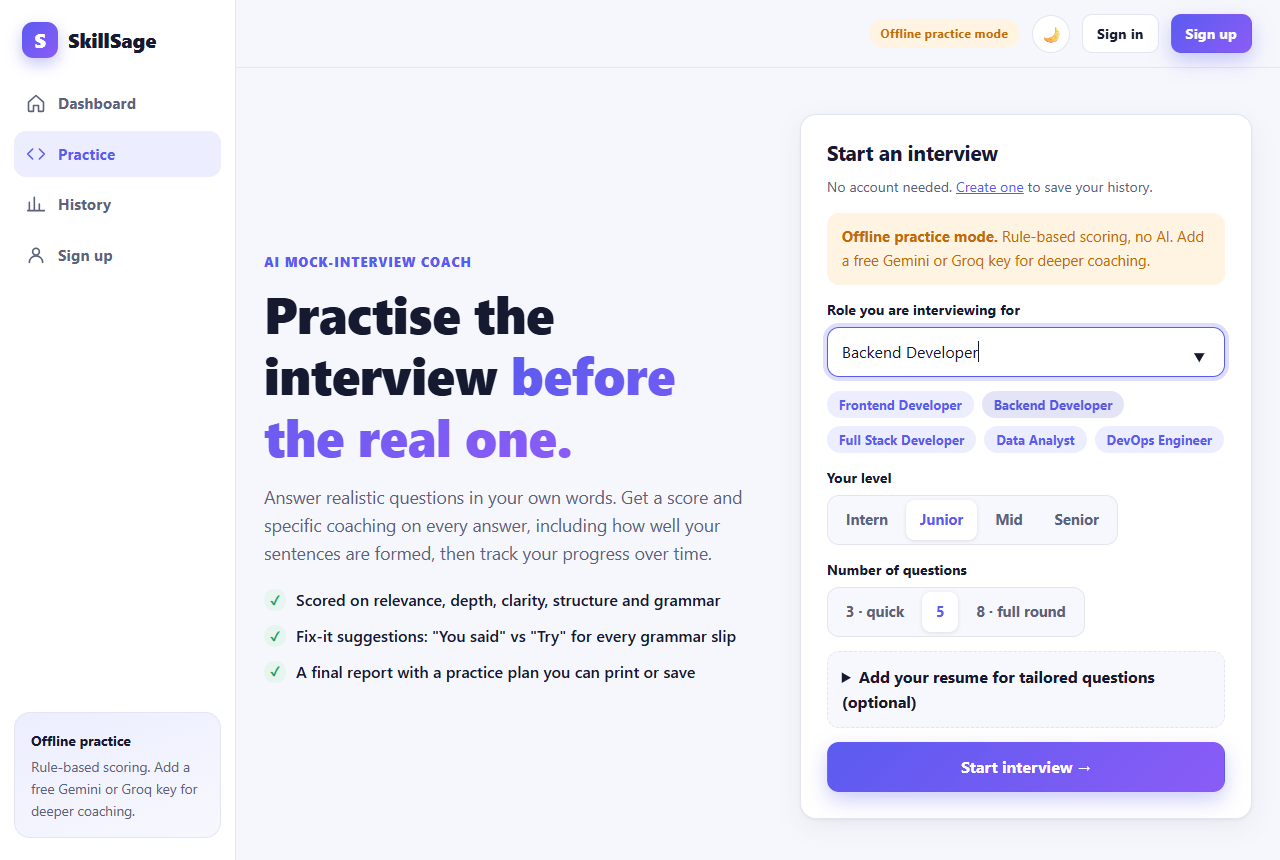 S SkillSage
Dashboard
Practice
History
Sign up
Offline practice
Rule-based scoring. Add a
free Gemini or Groq key for
deeper coaching.
Offline practice mode
Sign in
Sign up
AI MOCK-INTERVIEW COACH
Practise the
interview before
the real one.
Answer realistic questions in your own words. Get a score and
specific coaching on every answer, including how well your
sentences are formed, then track your progress over time.
✓ Scored on relevance, depth, clarity, structure and grammar
✓ Fix-it suggestions: "You said" vs "Try" for every grammar slip
✓ A final report with a practice plan you can print or save
Start an interview
No account needed. Create one to save your history.
Offline practice mode. Rule-based scoring, no AI. Add
a free Gemini or Groq key for deeper coaching.
Role you are interviewing for
Backend Developer ▼
Frontend Developer Backend Developer
Full Stack Developer Data Analyst DevOps Engineer
Your level
Intern Junior Mid Senior
Number of questions
3 · quick 5 8 · full round
▶ Add your resume for tailored questions
(optional)
Start interview →